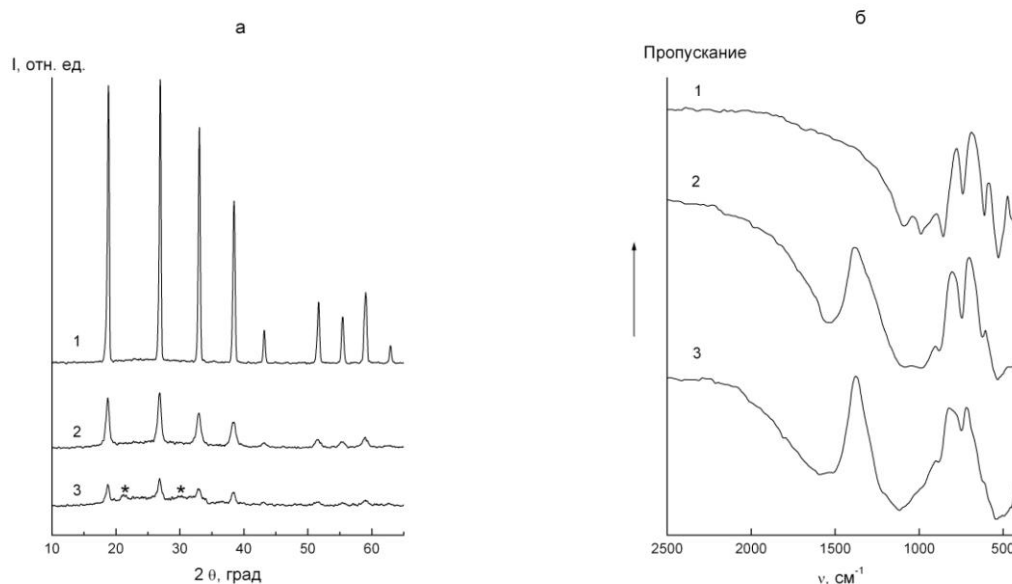 а
I, отн. ед.
1
2
3
*
*
10 20 30 40 50 60
2 θ, град
б
Пропускание
1
2
3
2500 2000 1500 1000 500
ν, см-1